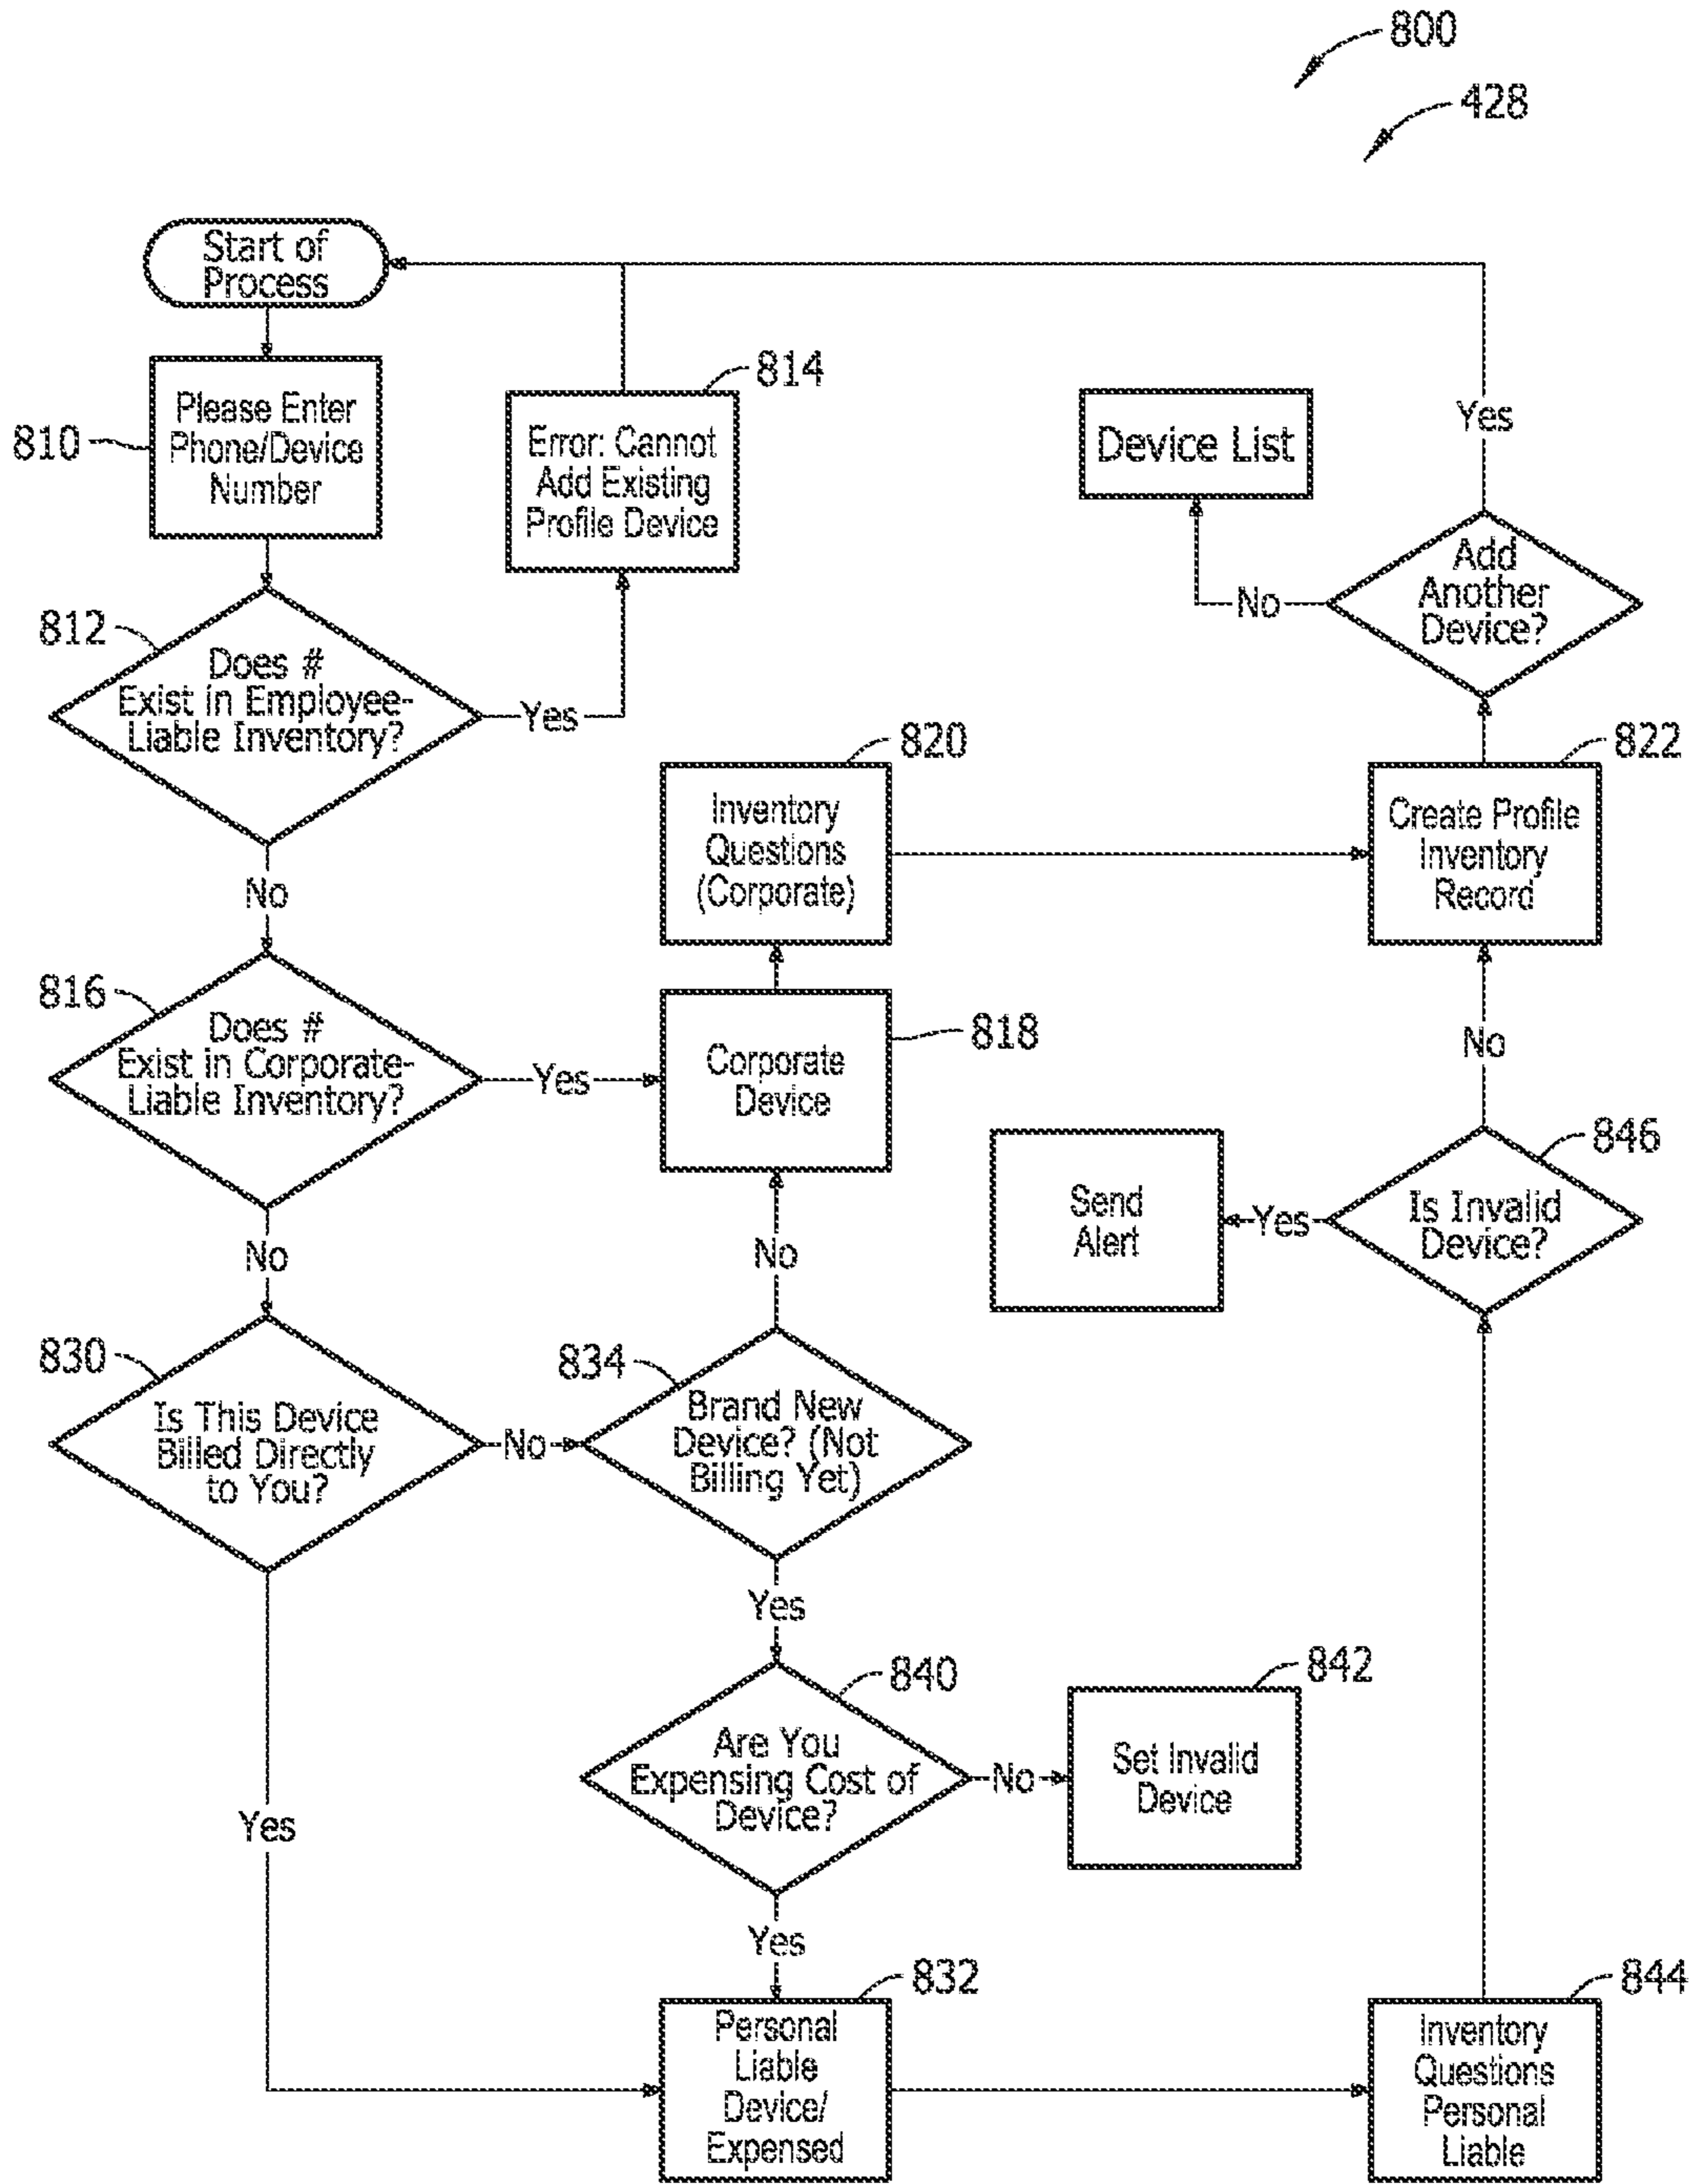 800
428
Start of
Process
810
Please Enter
Phone/Device
Number
814
Error: Cannot
Add Existing
Profile Device
Device List
Yes
812
Does #
Exist in Employee-
Liable Inventory?
Yes
No
Add
Another
Device?
No
820
Inventory
Questions
(Corporate)
822
Create Profile
Inventory
Record
816
Does #
Exist in Corporate-
Liable Inventory?
Yes
818
Corporate
Device
No
No
846
Is Invalid
Device?
Yes
Send
Alert
No
830
Is This Device
Billed Directly
to You?
No
834
Brand New
Device? (Not
Billing Yet)
Yes
840
Are You
Expensing Cost of
Device?
No
842
Set Invalid
Device
Yes
Yes
832
Personal
Liable
Device/
Expensed
844
Inventory
Questions
Personal
Liable